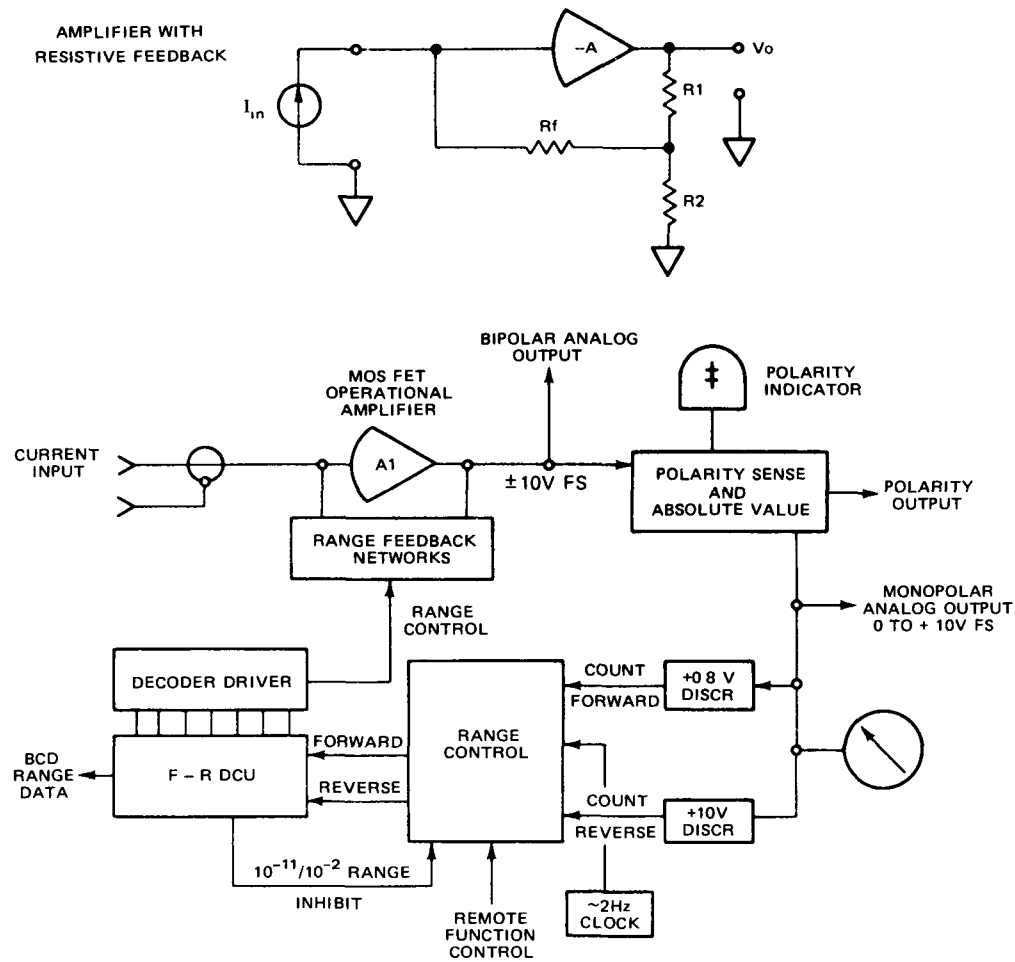 AMPLIFIER WITH
RESISTIVE FEEDBACK
Iin
–A
Vo
R1
Rf
R2
BIPOLAR ANALOG
OUTPUT
MOS FET
OPERATIONAL
AMPLIFIER
POLARITY
INDICATOR
CURRENT
INPUT
A1
±10V FS
POLARITY SENSE
AND
ABSOLUTE VALUE
POLARITY
OUTPUT
RANGE FEEDBACK
NETWORKS
RANGE
CONTROL
MONOPOLAR
ANALOG OUTPUT
0 TO + 10V FS
DECODER DRIVER
COUNT
FORWARD
+0 8 V
DISCR
RANGE
CONTROL
FORWARD
BCD
RANGE
DATA
F – R DCU
REVERSE
COUNT
REVERSE
+10V
DISCR
10⁻¹¹/10⁻² RANGE
INHIBIT
~2Hz
CLOCK
REMOTE
FUNCTION
CONTROL